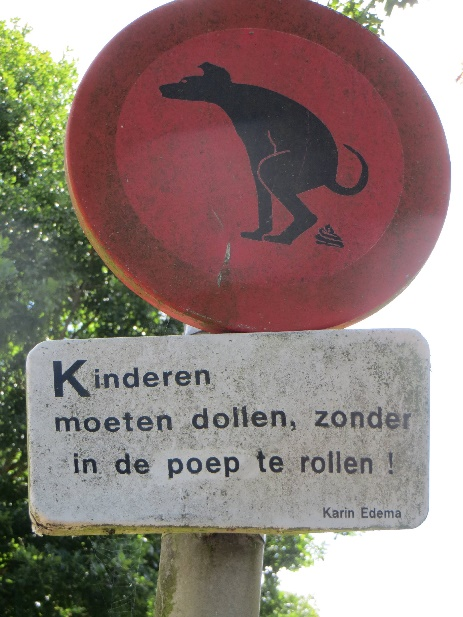 Kinderen
moeten dollen, zonder
in de poep te rollen !
Karin Edema